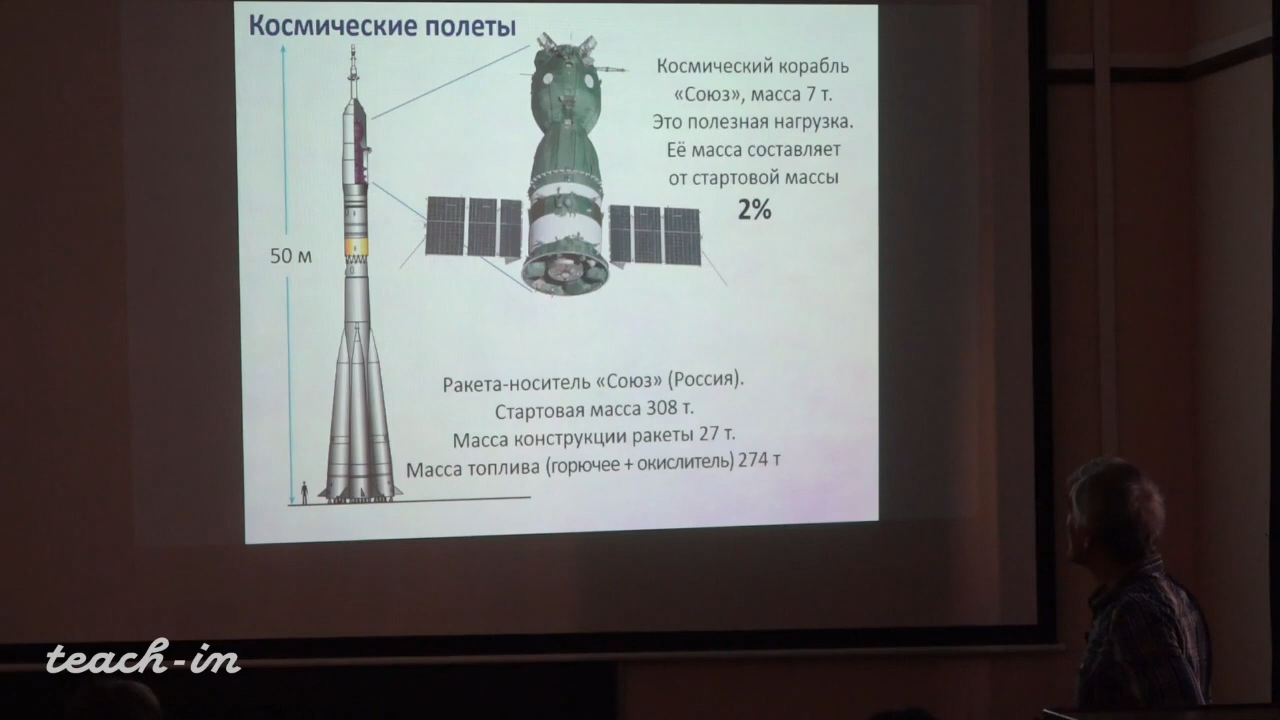 Космические полеты
Космический корабль
«Союз», масса 7 т.
Это полезная нагрузка.
Её масса составляет
от стартовой массы
2%
50 м
Ракета-носитель «Союз» (Россия).
Стартовая масса 308 т.
Масса конструкции ракеты 27 т.
Масса топлива (горючее + окислитель) 274 т
teach-in